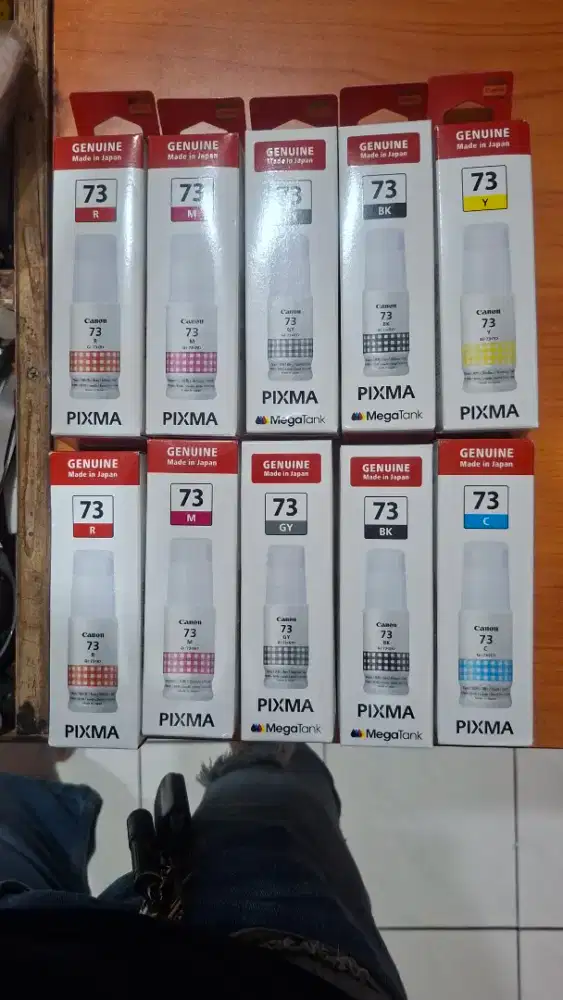 GENUINE
Made in Japan
73
R
Canon
73
R
PIXMA
GENUINE
Made in Japan
73
M
Canon
73
M
PIXMA
GENUINE
Made in Japan
73
Canon
73
GY
PIXMA
MegaTank
GENUINE
Made in Japan
73
BK
Canon
73
BK
PIXMA
MegaTank
GENUINE
Made in Japan
73
Y
Canon
73
Y
PIXMA
GENUINE
Made in Japan
73
R
Canon
73
R
PIXMA
GENUINE
Made in Japan
73
M
Canon
73
M
PIXMA
GENUINE
Made in Japan
73
GY
Canon
73
GY
PIXMA
MegaTank
GENUINE
Made in Japan
73
BK
Canon
73
BK
PIXMA
MegaTank
GENUINE
Made in Japan
73
C
Canon
73
C
PIXMA